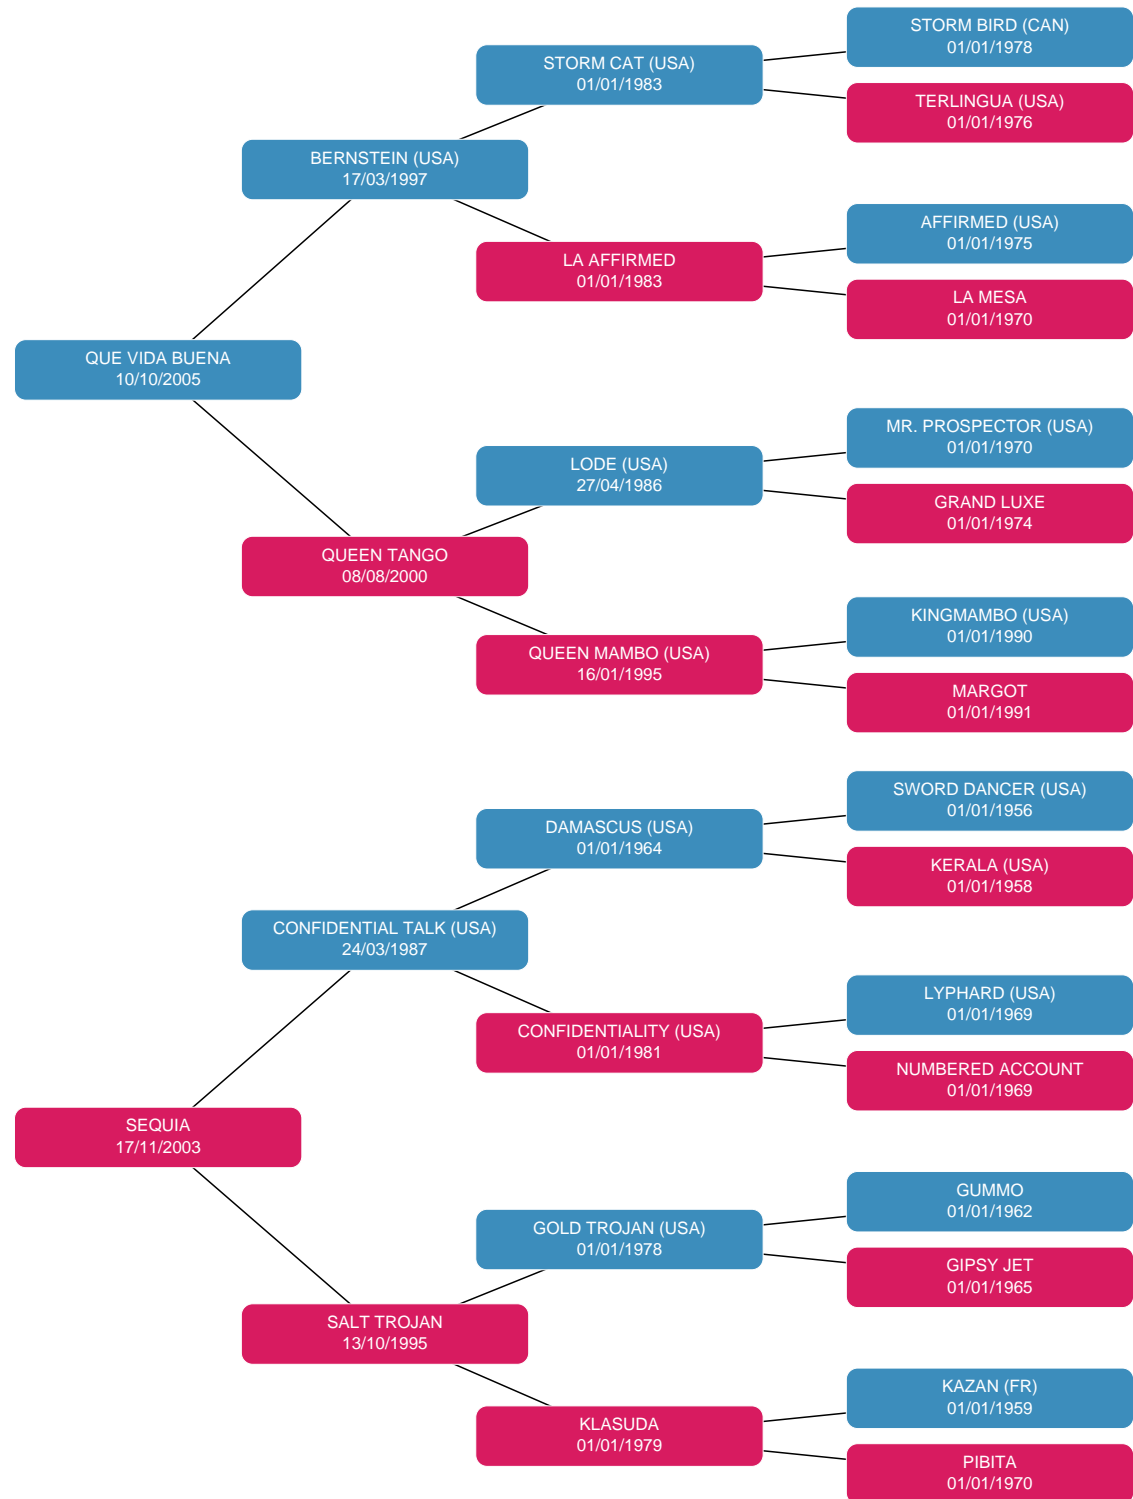 STORM BIRD (CAN)
01/01/1978
STORM CAT (USA)
01/01/1983
TERLINGUA (USA)
01/01/1976
BERNSTEIN (USA)
17/03/1997
AFFIRMED (USA)
01/01/1975
LA AFFIRMED
01/01/1983
LA MESA
01/01/1970
QUE VIDA BUENA
10/10/2005
MR. PROSPECTOR (USA)
01/01/1970
LODE (USA)
27/04/1986
GRAND LUXE
01/01/1974
QUEEN TANGO
08/08/2000
KINGMAMBO (USA)
01/01/1990
QUEEN MAMBO (USA)
16/01/1995
MARGOT
01/01/1991
SWORD DANCER (USA)
01/01/1956
DAMASCUS (USA)
01/01/1964
KERALA (USA)
01/01/1958
CONFIDENTIAL TALK (USA)
24/03/1987
LYPHARD (USA)
01/01/1969
CONFIDENTIALITY (USA)
01/01/1981
NUMBERED ACCOUNT
01/01/1969
SEQUIA
17/11/2003
GUMMO
01/01/1962
GOLD TROJAN (USA)
01/01/1978
GIPSY JET
01/01/1965
SALT TROJAN
13/10/1995
KAZAN (FR)
01/01/1959
KLASUDA
01/01/1979
PIBITA
01/01/1970